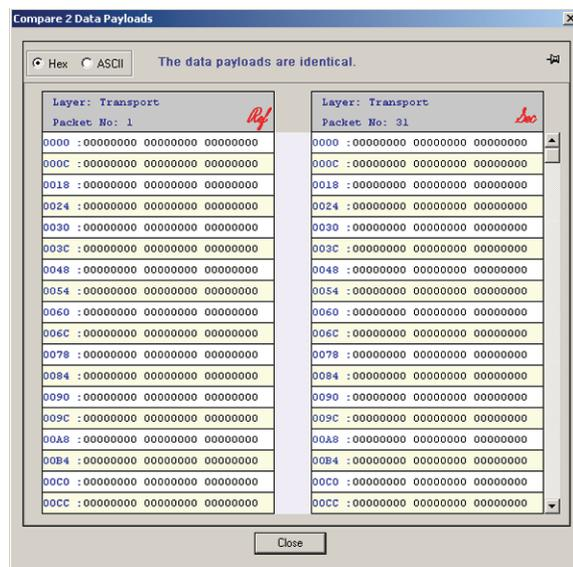 Compare 2 Data Payloads
Hex ASCII The data payloads are identical.
Layer: Transport
Packet No: 1
Ref
0000 :00000000 00000000 00000000
000C :00000000 00000000 00000000
0018 :00000000 00000000 00000000
0024 :00000000 00000000 00000000
0030 :00000000 00000000 00000000
003C :00000000 00000000 00000000
0048 :00000000 00000000 00000000
0054 :00000000 00000000 00000000
0060 :00000000 00000000 00000000
006C :00000000 00000000 00000000
0078 :00000000 00000000 00000000
0084 :00000000 00000000 00000000
0090 :00000000 00000000 00000000
009C :00000000 00000000 00000000
00A8 :00000000 00000000 00000000
00B4 :00000000 00000000 00000000
00C0 :00000000 00000000 00000000
00CC :00000000 00000000 00000000
Layer: Transport
Packet No: 31
Sec
0000 :00000000 00000000 00000000
000C :00000000 00000000 00000000
0018 :00000000 00000000 00000000
0024 :00000000 00000000 00000000
0030 :00000000 00000000 00000000
003C :00000000 00000000 00000000
0048 :00000000 00000000 00000000
0054 :00000000 00000000 00000000
0060 :00000000 00000000 00000000
006C :00000000 00000000 00000000
0078 :00000000 00000000 00000000
0084 :00000000 00000000 00000000
0090 :00000000 00000000 00000000
009C :00000000 00000000 00000000
00A8 :00000000 00000000 00000000
00B4 :00000000 00000000 00000000
00C0 :00000000 00000000 00000000
00CC :00000000 00000000 00000000
Close